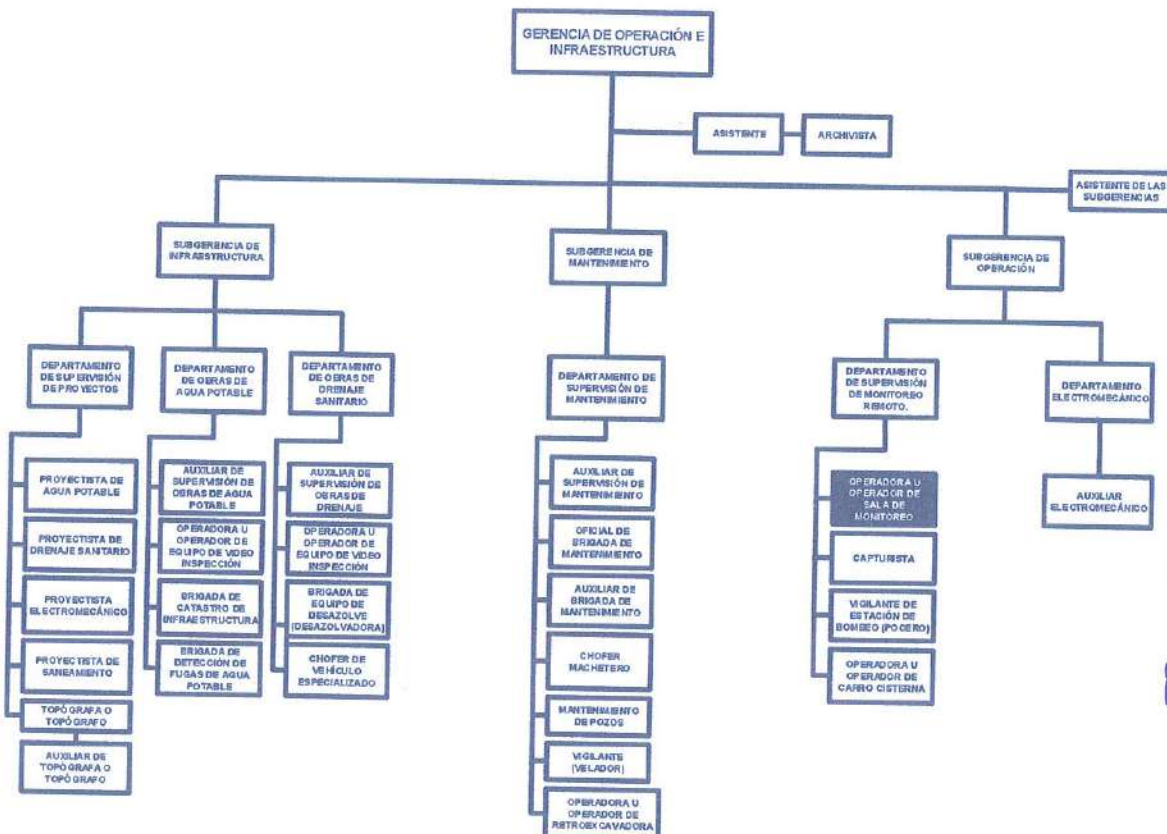 GERENCIA DE OPERACIÓN E
INFRAESTRUCTURA
ASISTENTE
ARCHIVISTA
ASISTENTE DE LAS
SUBGERENCIAS
SUBGERENCIA DE
INFRAESTRUCTURA
SUBGERENCIA DE
MANTENIMIENTO
SUBGERENCIA DE
OPERACIÓN
DEPARTAMENTO
DE SUPERVISIÓN
DE PROYECTOS
DEPARTAMENTO
DE OBRAS DE
AGUA POTABLE
DEPARTAMENTO
DE OBRAS DE
DRENAJE
SANITARIO
DEPARTAMENTO DE
SUPERVISIÓN DE
MANTENIMIENTO
DEPARTAMENTO
DE SUPERVISIÓN
DE MONITOREO
REMOTO.
DEPARTAMENTO
ELECTROMECÁNICO
PROYECTISTA DE
AGUA POTABLE
PROYECTISTA DE
DRENAJE SANITARIO
PROYECTISTA
ELECTROMECÁNICO
PROYECTISTA DE
SANEAMIENTO
TOPÓGRAFA O
TOPÓGRAFO
AUXILIAR DE
TOPÓGRAFA O
TOPÓGRAFO
AUXILIAR DE
SUPERVISIÓN DE
OBRAS DE AGUA
POTABLE
OPERADORA U
OPERADOR DE
EQUIPO DE VIDEO
INSPECCIÓN
BRIGADA DE
CATASTRO DE
INFRAESTRUCTURA
BRIGADA DE
DETECCIÓN DE
FUGAS DE AGUA
POTABLE
AUXILIAR DE
SUPERVISIÓN DE
OBRAS DE
DRENAJE
OPERADORA U
OPERADOR DE
EQUIPO DE VIDEO
INSPECCIÓN
BRIGADA DE
EQUIPO DE
DESAZOLVE
(DESAZOLVADORA)
CHOFER DE
VEHÍCULO
ESPECIALIZADO
AUXILIAR DE
SUPERVISIÓN DE
MANTENIMIENTO
OFICIAL DE
BRIGADA DE
MANTENIMIENTO
AUXILIAR DE
BRIGADA DE
MANTENIMIENTO
CHOFER
MACHETERO
MANTENIMIENTO
DE POZOS
VIGILANTE
(VELADOR)
OPERADORA U
OPERADOR DE
RETROEXCAVADORA
OPERADORA U
OPERADOR DE
SALA DE
MONITOREO
CAPTURISTA
VIGILANTE DE
ESTACIÓN DE
BOMBEO (POCERO)
OPERADORA U
OPERADOR DE
CARRO CISTERNA
AUXILIAR
ELECTROMECÁNICO